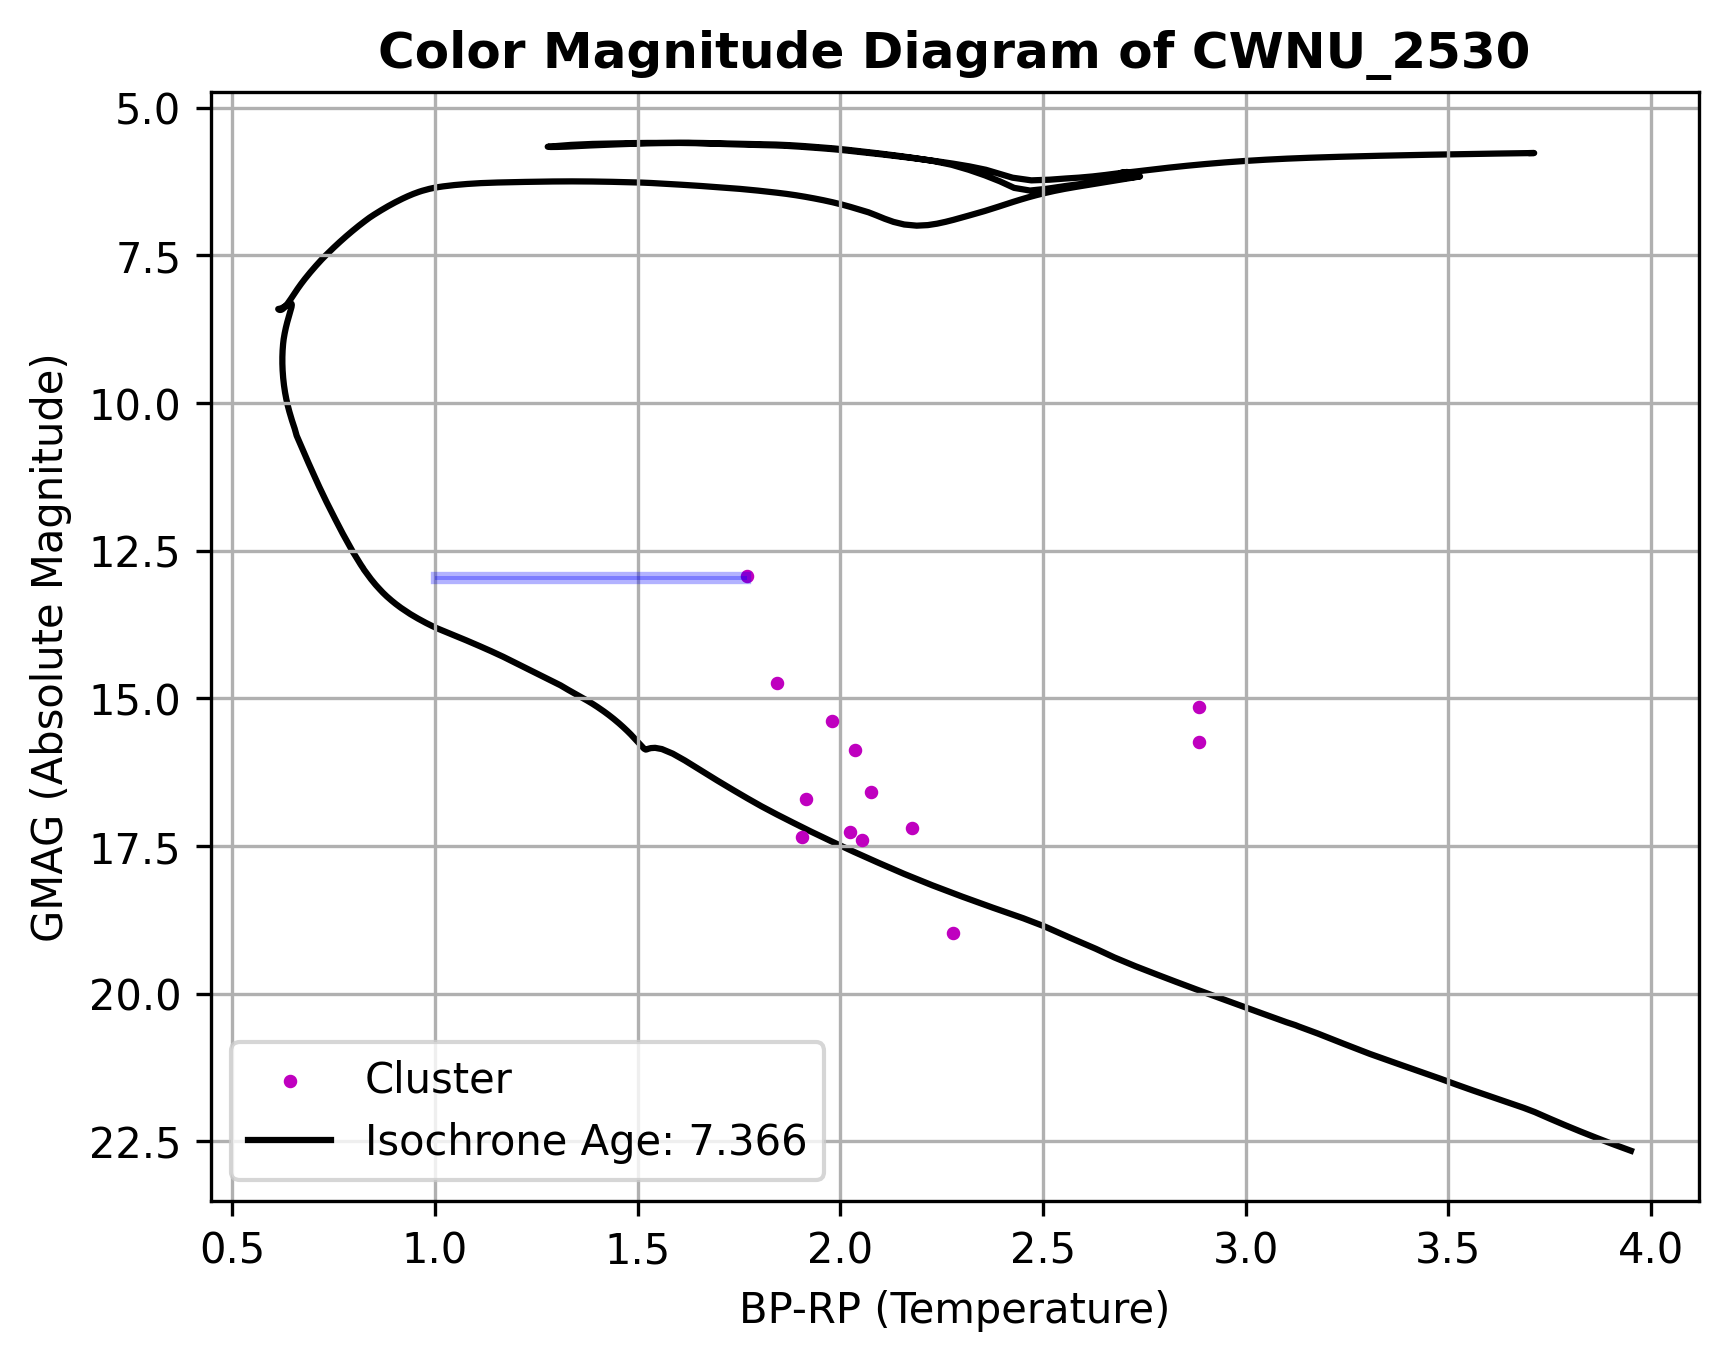 Color Magnitude Diagram of CWNU_2530
GMAG (Absolute Magnitude)
5.0
7.5
10.0
12.5
15.0
17.5
20.0
22.5
Cluster
Isochrone Age: 7.366
0.5 1.0 1.5 2.0 2.5 3.0 3.5 4.0
BP-RP (Temperature)